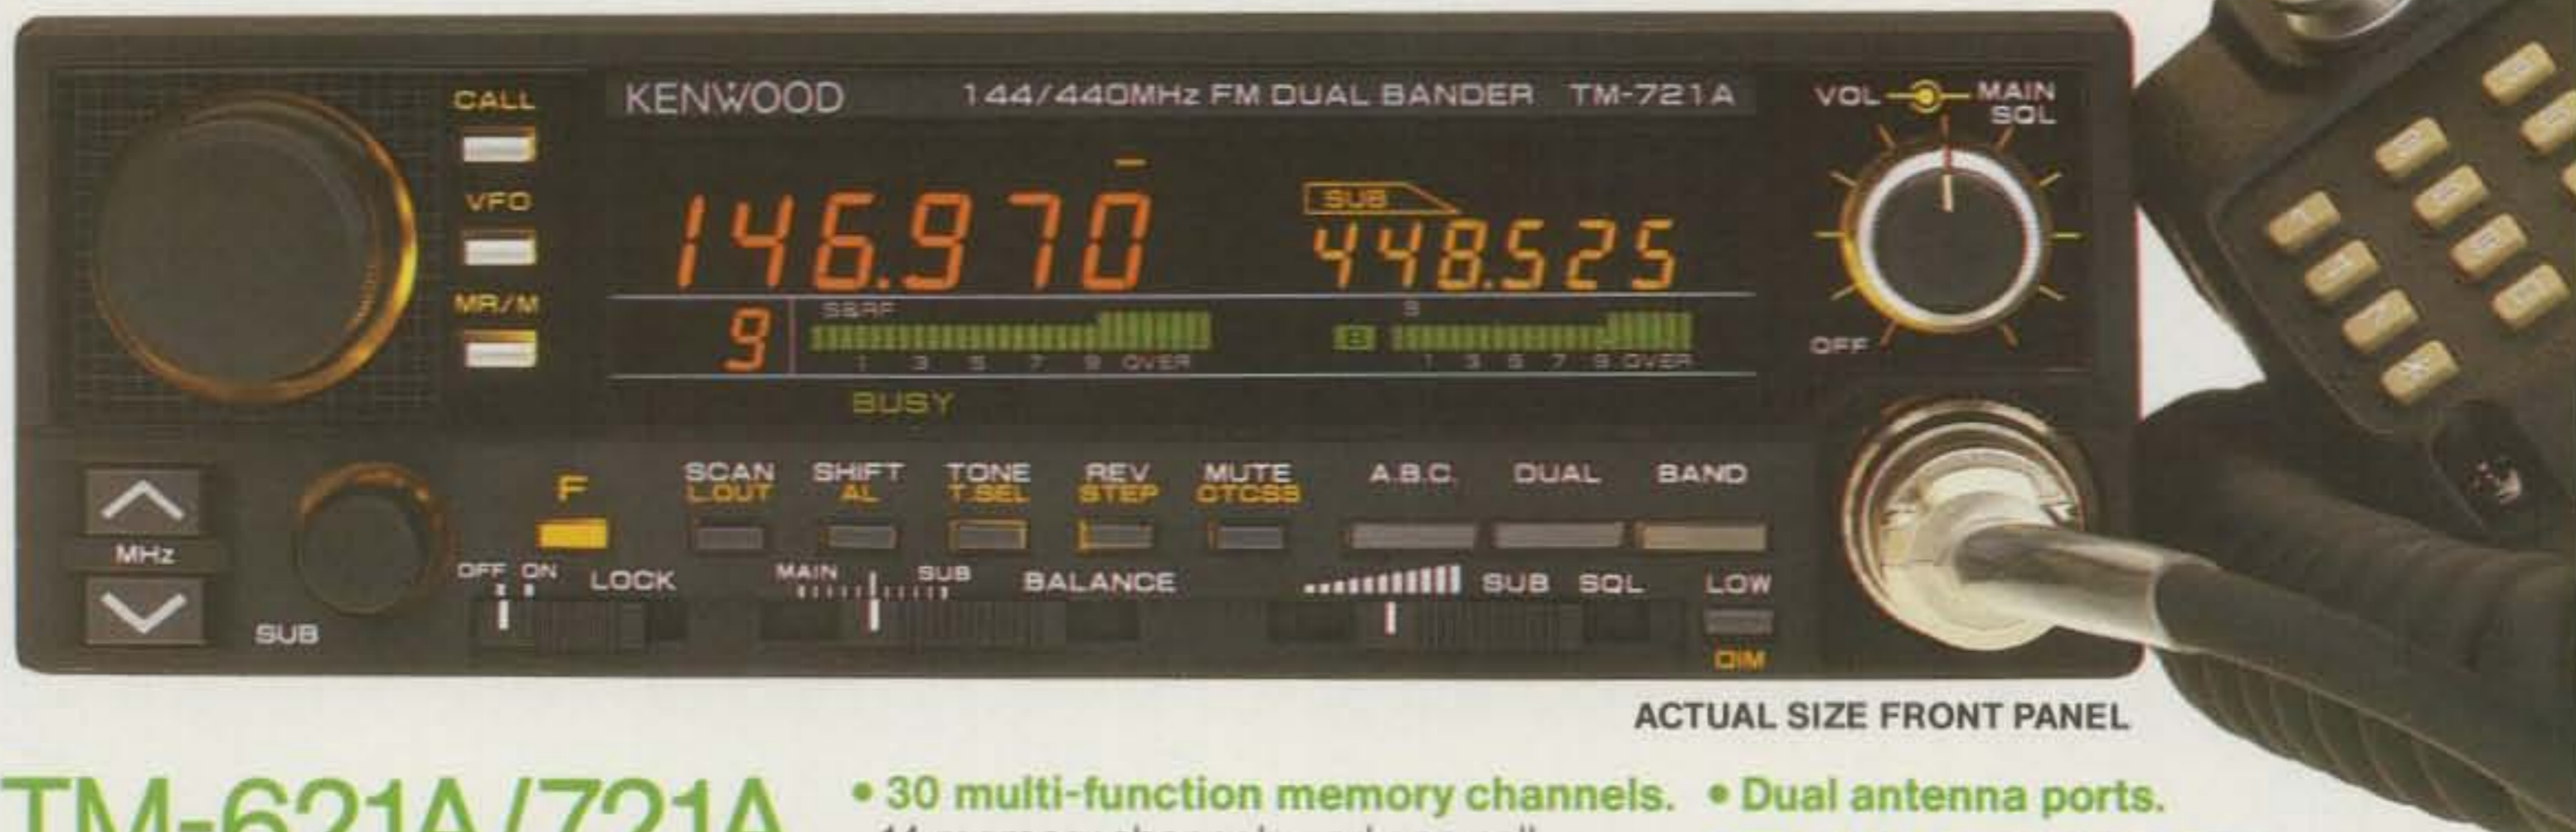 KENWOOD 144/440MHz FM DUAL BANDER TM-721A
CALL
VFO
MR/M
146.970
SUB
448.525
9
S&RF
1 3 5 7 9 OVER
BUSY
S
1 3 5 7 9 OVER
VOL MAIN
SQL
OFF
MHz
SUB
F
SCAN SHIFT TONE REV MUTE A.B.C. DUAL BAND
L.OUT AL T.SEL STEP CTCSS
OFF ON LOCK
MAIN SUB BALANCE
SUB SQL
LOW
DIM
ACTUAL SIZE FRONT PANEL
TM-621A/721A
• 30 multi-function memory channels. • Dual antenna ports.